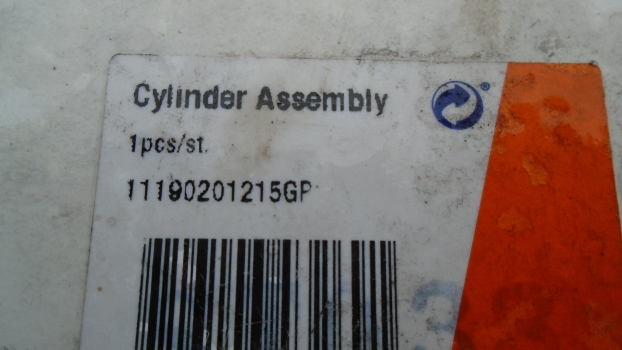 Cylinder Assembly
1pcs/st.
11190201215GP